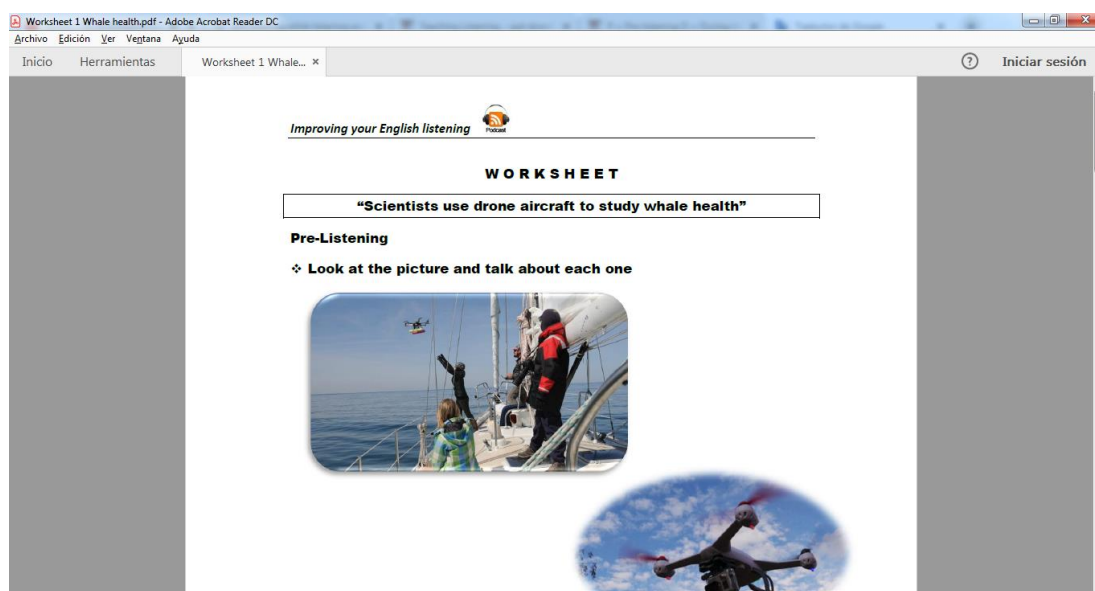 Worksheet 1 Whale health.pdf - Adobe Acrobat Reader DC
Archivo Edición Ver Ventana Ayuda
Inicio Herramientas Worksheet 1 Whale... × ? Iniciar sesión
Improving your English listening Podcast
WORKSHEET
“Scientists use drone aircraft to study whale health”
Pre-Listening
❖ Look at the picture and talk about each one